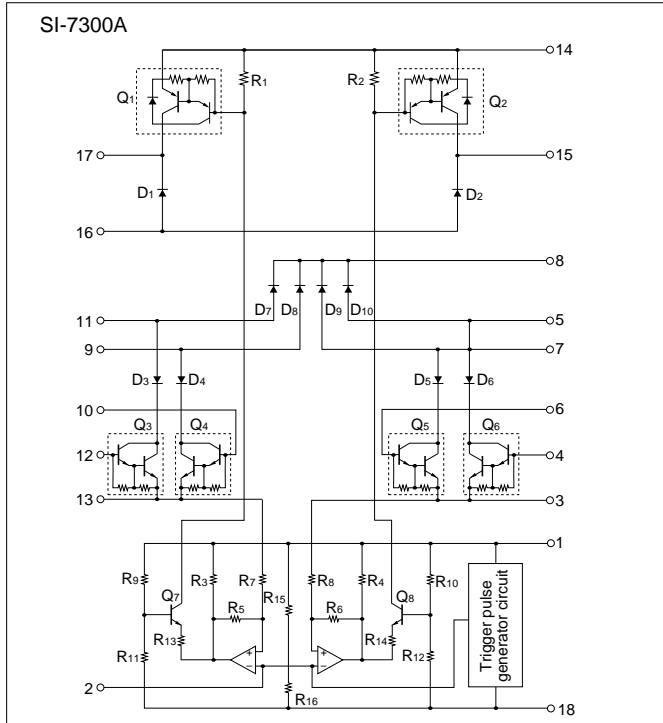 SI-7300A
14
R1 R2
Q1 Q2
17 15
D1 D2
16
8
D7 D8 D9 D10
11 5
9 7
D3 D4 D5 D6
10 6
Q3 Q4 Q5 Q6
12 4
13 3
1
R9 Q7 R3 R7 R15 R8 R4 Q8 R10
R5 R6
R13 R14
R11 R12
+ +
− −
Trigger pulse
generator circuit
2 R16
18